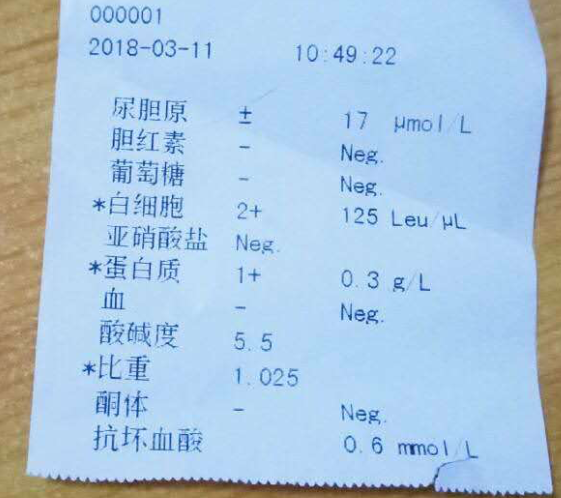 000001
2018-03-11 10:49:22
尿胆原 ± 17 μmol/L
胆红素 - Neg.
葡萄糖 - Neg.
*白细胞 2+ 125 Leu/μL
亚硝酸盐 Neg.
*蛋白质 1+ 0.3 g/L
血 - Neg.
酸碱度 5.5
*比重 1.025
酮体 - Neg.
抗坏血酸 0.6 mmol/L